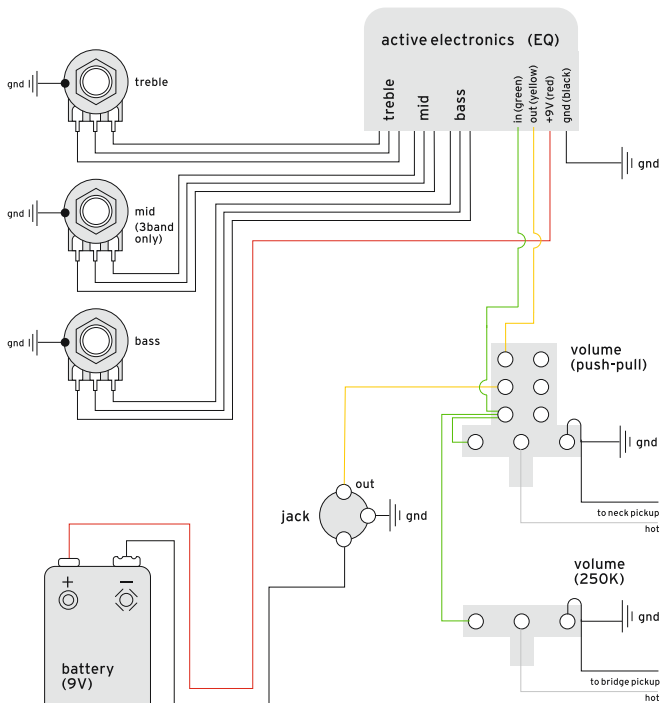 active electronics (EQ)
treble
mid
bass
in (green)
out (yellow)
+9V (red)
gnd (black)
gnd
treble
gnd
gnd
mid
(3band
only)
gnd
bass
volume
(push-pull)
gnd
to neck pickup
hot
out
jack
gnd
volume
(250K)
gnd
to bridge pickup
hot
+ −
battery
(9V)